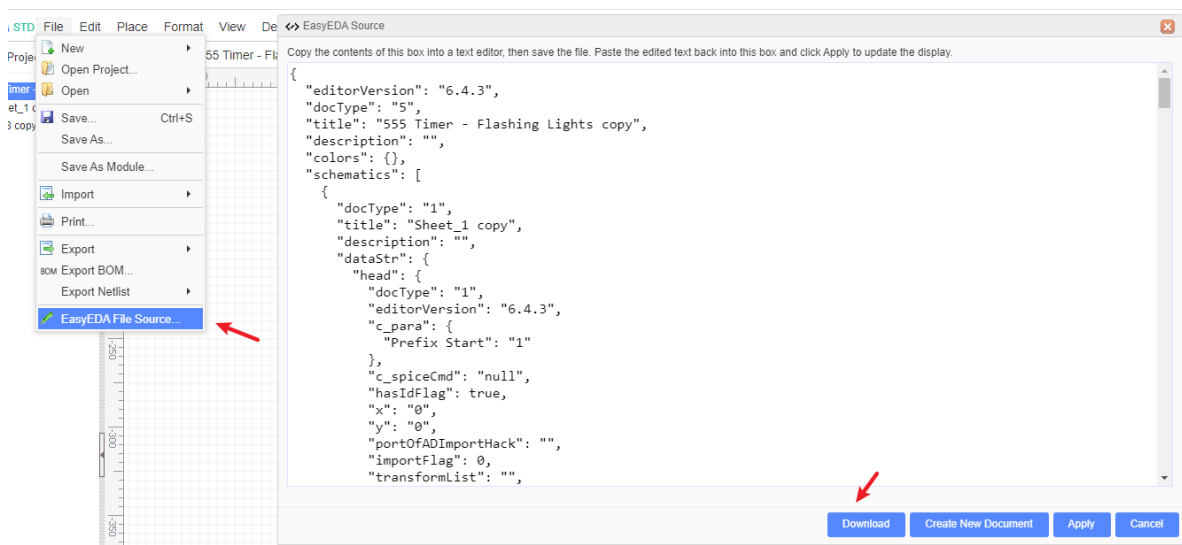 STD File Edit Place Format View De
EasyEDA Source
Proje
55 Timer - Fla
imer -
et_1 c
3 copy
New
Open Project...
Open
Save... Ctrl+S
Save As...
Save As Module...
Import
Print...
Export
BOM Export BOM...
Export Netlist
EasyEDA File Source...
-250
-300
-350
Copy the contents of this box into a text editor, then save the file. Paste the edited text back into this box and click Apply to update the display.
{
"editorVersion": "6.4.3",
"docType": "5",
"title": "555 Timer - Flashing Lights copy",
"description": "",
"colors": {},
"schematics": [
{
"docType": "1",
"title": "Sheet_1 copy",
"description": "",
"dataStr": {
"head": {
"docType": "1",
"editorVersion": "6.4.3",
"c_para": {
"Prefix Start": "1"
},
"c_spiceCmd": "null",
"hasIdFlag": true,
"x": "0",
"y": "0",
"portOfADImportHack": "",
"importFlag": 0,
"transformList": "",
Download Create New Document Apply Cancel